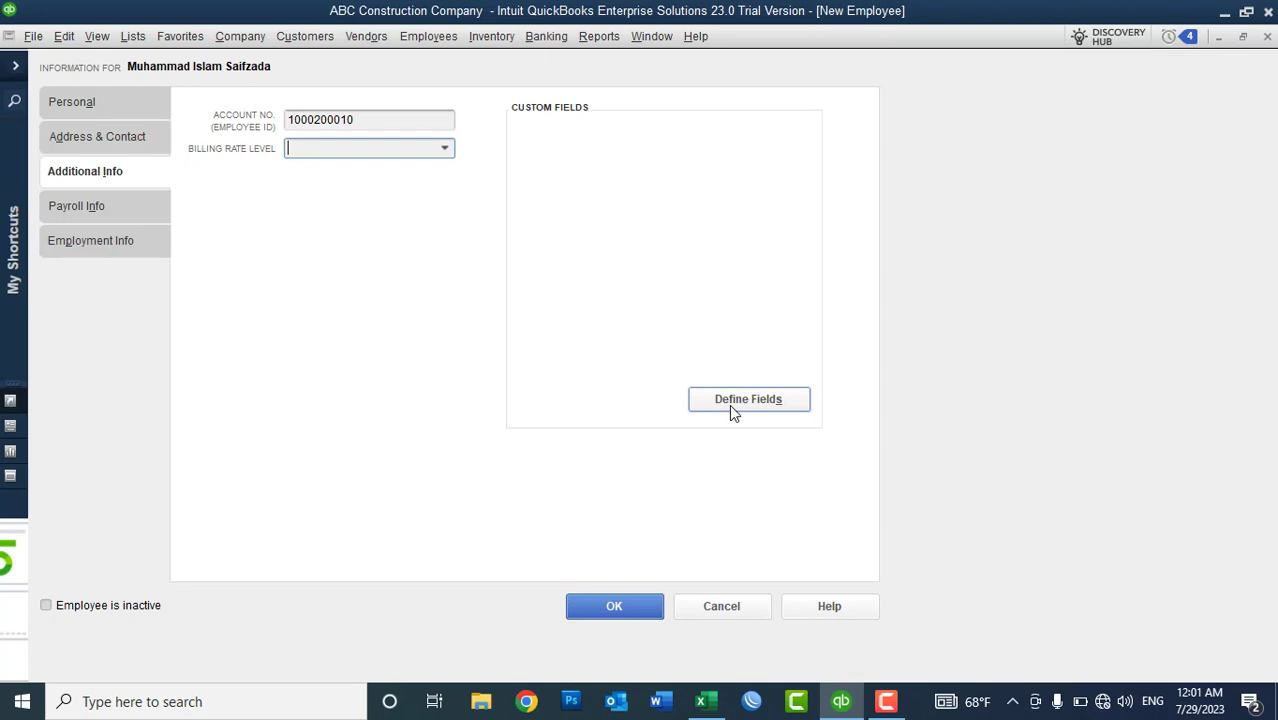 ABC Construction Company - Intuit QuickBooks Enterprise Solutions 23.0 Trial Version - [New Employee]
File Edit View Lists Favorites Company Customers Vendors Employees Inventory Banking Reports Window Help DISCOVERY HUB 4
INFORMATION FOR Muhammad Islam Saifzada
Personal
Address & Contact
Additional Info
Payroll Info
Employment Info
My Shortcuts
ACCOUNT NO. (EMPLOYEE ID) 1000200010
BILLING RATE LEVEL
CUSTOM FIELDS
Define Fields
Employee is inactive
OK Cancel Help
Type here to search
68°F
ENG
12:01 AM
7/29/2023
2